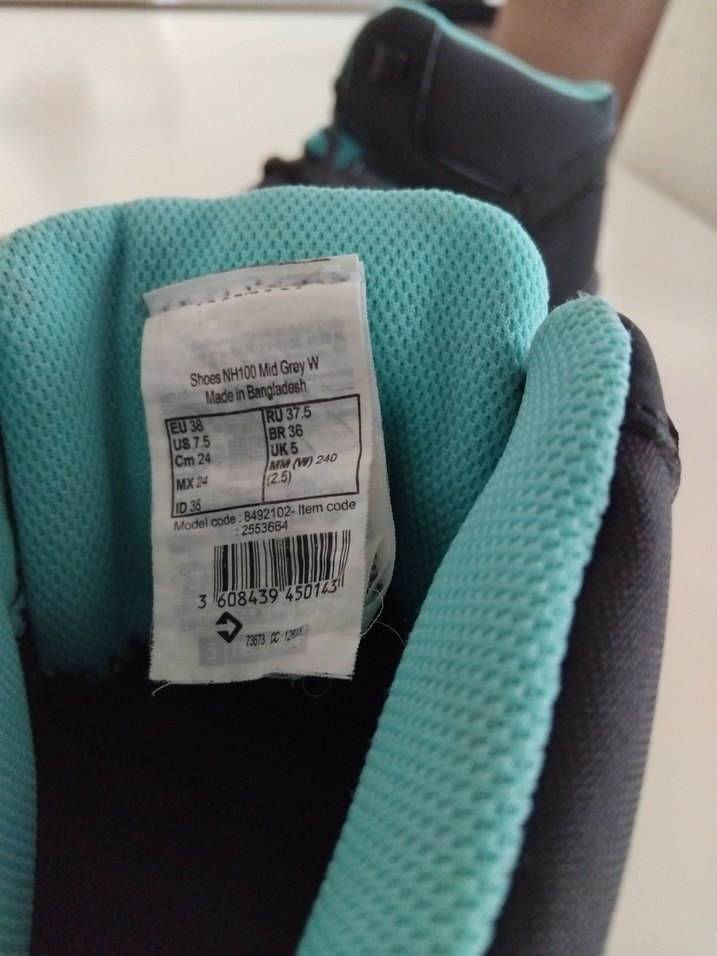 Shoes NH100 Mid Grey W
Made in Bangladesh
EU 38 RU 37.5
US 7.5 BR 36
Cm 24 UK 5
MX 24 MM (W) 240 (2.5)
ID 38
Model code : 8492102- Item code
: 2553664
3 608439 450143
73673 CC: